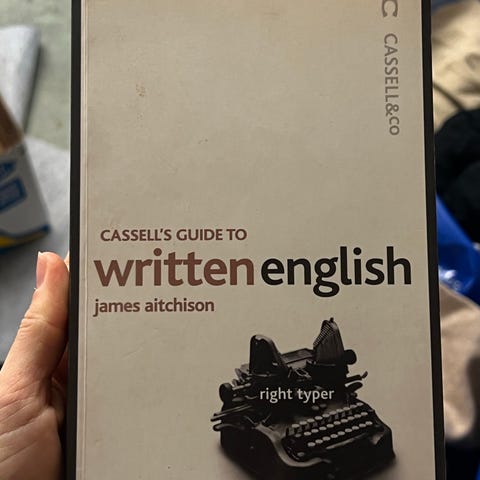 CASSELL&CO
CASSELL'S GUIDE TO
written english
james aitchison
right typer